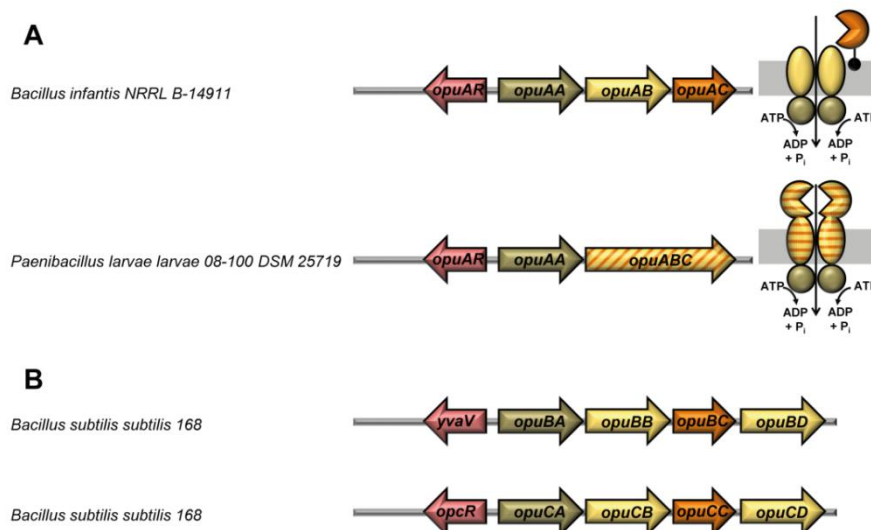 A
Bacillus infantis NRRL B-14911
opuAR opuAA opuAB opuAC
ATP ATP
ADP ADP
+ Pi + Pi
Paenibacillus larvae larvae 08-100 DSM 25719
opuAR opuAA opuABC
ATP ATP
ADP ADP
+ Pi + Pi
B
Bacillus subtilis subtilis 168
yvaV opuBA opuBB opuBC opuBD
Bacillus subtilis subtilis 168
opcR opuCA opuCB opuCC opuCD